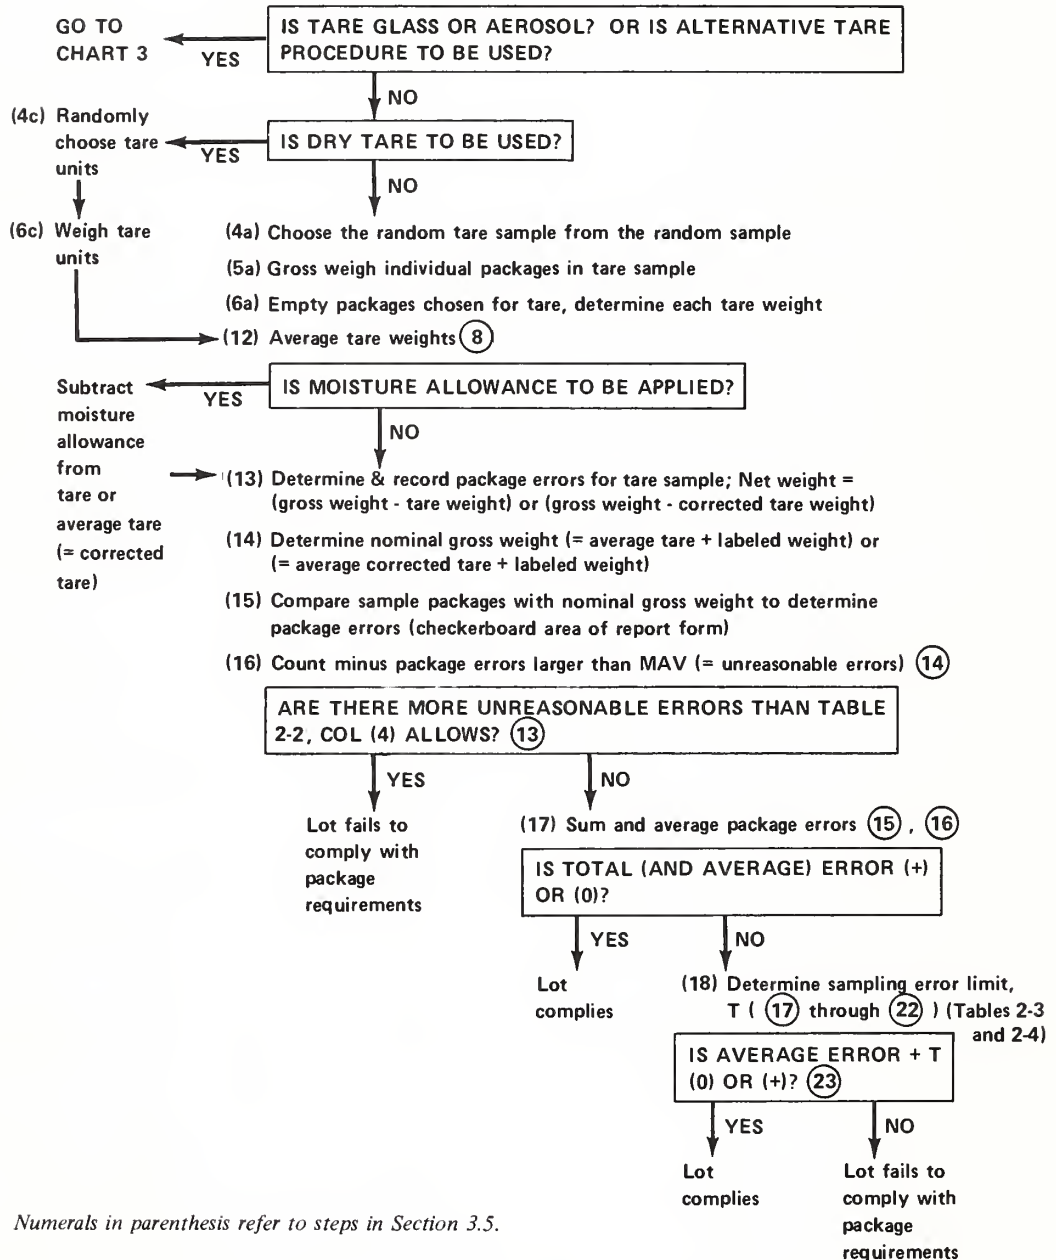 GO TO
CHART 3
YES
IS TARE GLASS OR AEROSOL? OR IS ALTERNATIVE TARE
PROCEDURE TO BE USED?
NO
(4c) Randomly
choose tare
units
YES
IS DRY TARE TO BE USED?
NO
(6c) Weigh tare
units
(4a) Choose the random tare sample from the random sample
(5a) Gross weigh individual packages in tare sample
(6a) Empty packages chosen for tare, determine each tare weight
(12) Average tare weights 8
IS MOISTURE ALLOWANCE TO BE APPLIED?
YES
NO
Subtract
moisture
allowance
from
tare or
average tare
(= corrected
tare)
(13) Determine & record package errors for tare sample; Net weight =
(gross weight - tare weight) or (gross weight - corrected tare weight)
(14) Determine nominal gross weight (= average tare + labeled weight) or
(= average corrected tare + labeled weight)
(15) Compare sample packages with nominal gross weight to determine
package errors (checkerboard area of report form)
(16) Count minus package errors larger than MAV (= unreasonable errors) 14
ARE THERE MORE UNREASONABLE ERRORS THAN TABLE
2-2, COL (4) ALLOWS? 13
YES
NO
Lot fails to
comply with
package
requirements
(17) Sum and average package errors 15 , 16
IS TOTAL (AND AVERAGE) ERROR (+)
OR (0)?
YES
NO
Lot
complies
(18) Determine sampling error limit,
T ( 17 through 22 ) (Tables 2-3
and 2-4)
IS AVERAGE ERROR + T
(0) OR (+)? 23
YES
NO
Lot
complies
Lot fails to
comply with
package
requirements
Numerals in parenthesis refer to steps in Section 3.5.